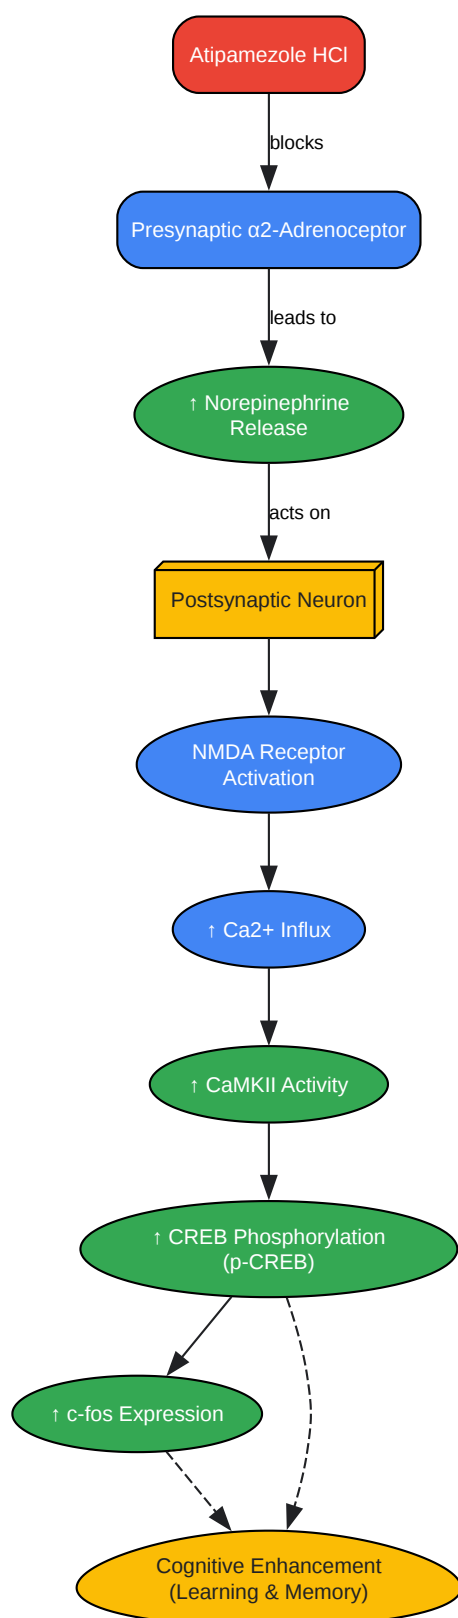 Atipamezole HCl
blocks
Presynaptic α2-Adrenoceptor
leads to
↑ Norepinephrine
Release
acts on
Postsynaptic Neuron
NMDA Receptor
Activation
↑ Ca2+ Influx
↑ CaMKII Activity
↑ CREB Phosphorylation
(p-CREB)
↑ c-fos Expression
Cognitive Enhancement
(Learning & Memory)